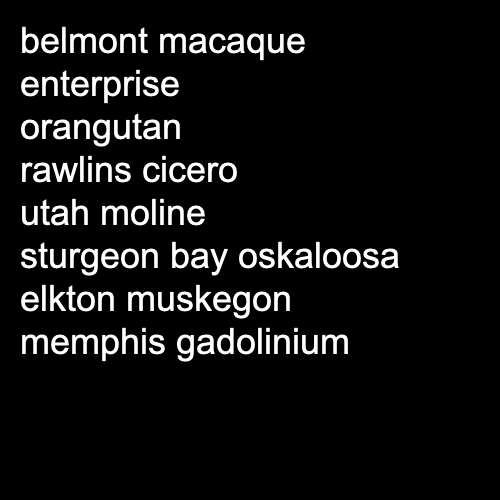 belmont macaque
enterprise
orangutan
rawlins cicero
utah moline
sturgeon bay oskaloosa
elkton muskegon
memphis gadolinium